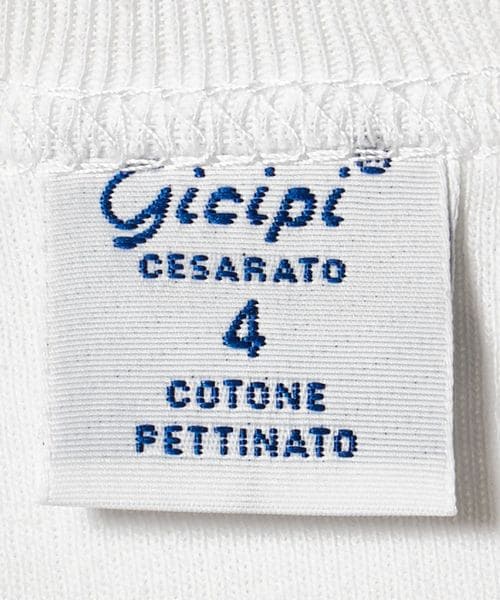 Gicipi®
CESARATO
4
COTONE
PETTINATO